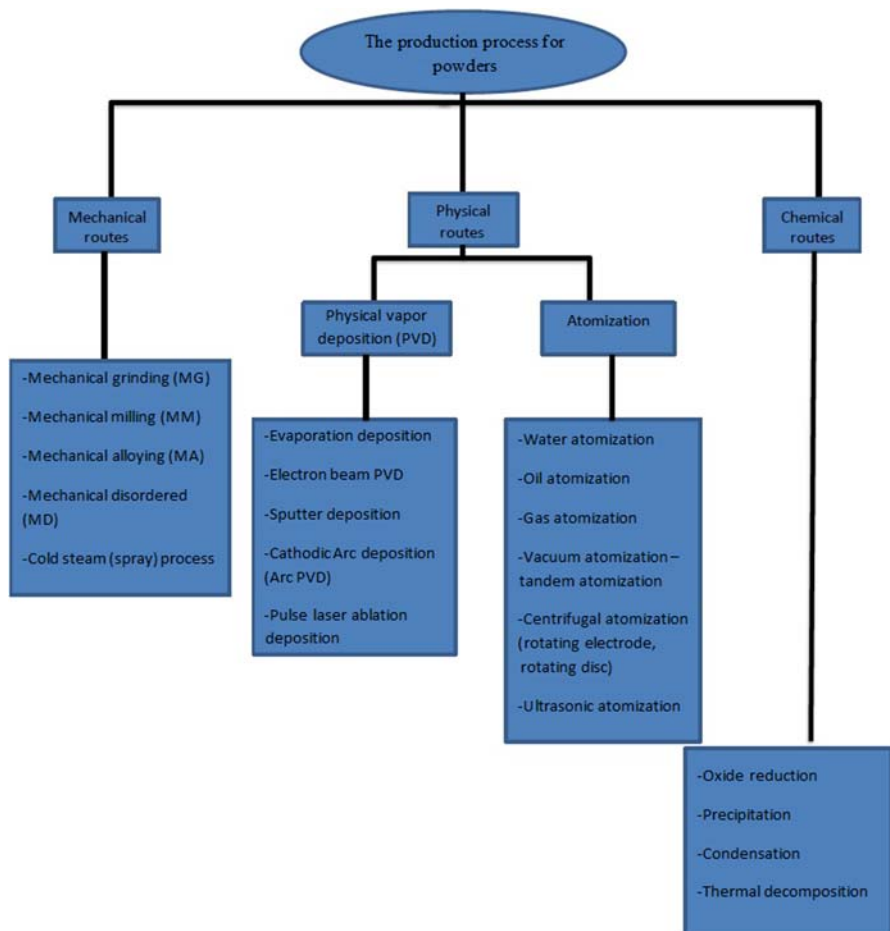 The production process for
powders
Mechanical
routes
Physical
routes
Chemical
routes
Physical vapor
deposition (PVD)
Atomization
-Mechanical grinding (MG)
-Mechanical milling (MM)
-Mechanical alloying (MA)
-Mechanical disordered
(MD)
-Cold steam (spray) process
-Evaporation deposition
-Electron beam PVD
-Sputter deposition
-Cathodic Arc deposition
(Arc PVD)
-Pulse laser ablation
deposition
-Water atomization
-Oil atomization
-Gas atomization
-Vacuum atomization –
tandem atomization
-Centrifugal atomization
(rotating electrode,
rotating disc)
-Ultrasonic atomization
-Oxide reduction
-Precipitation
-Condensation
-Thermal decomposition